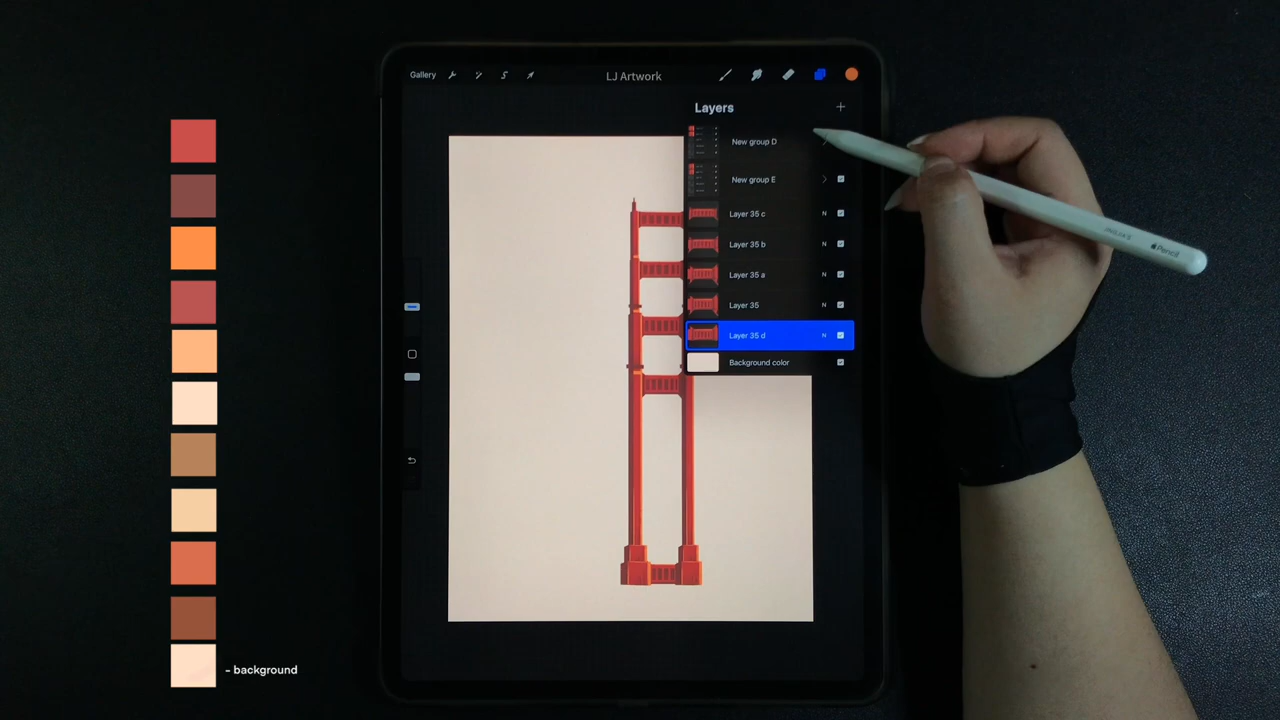 Gallery
LJ Artwork
Layers
New group D
New group E
Layer 35 c
N
Layer 35 b
N
Layer 35 a
N
Layer 35
N
Layer 35 d
N
Background color
Pencil
- background